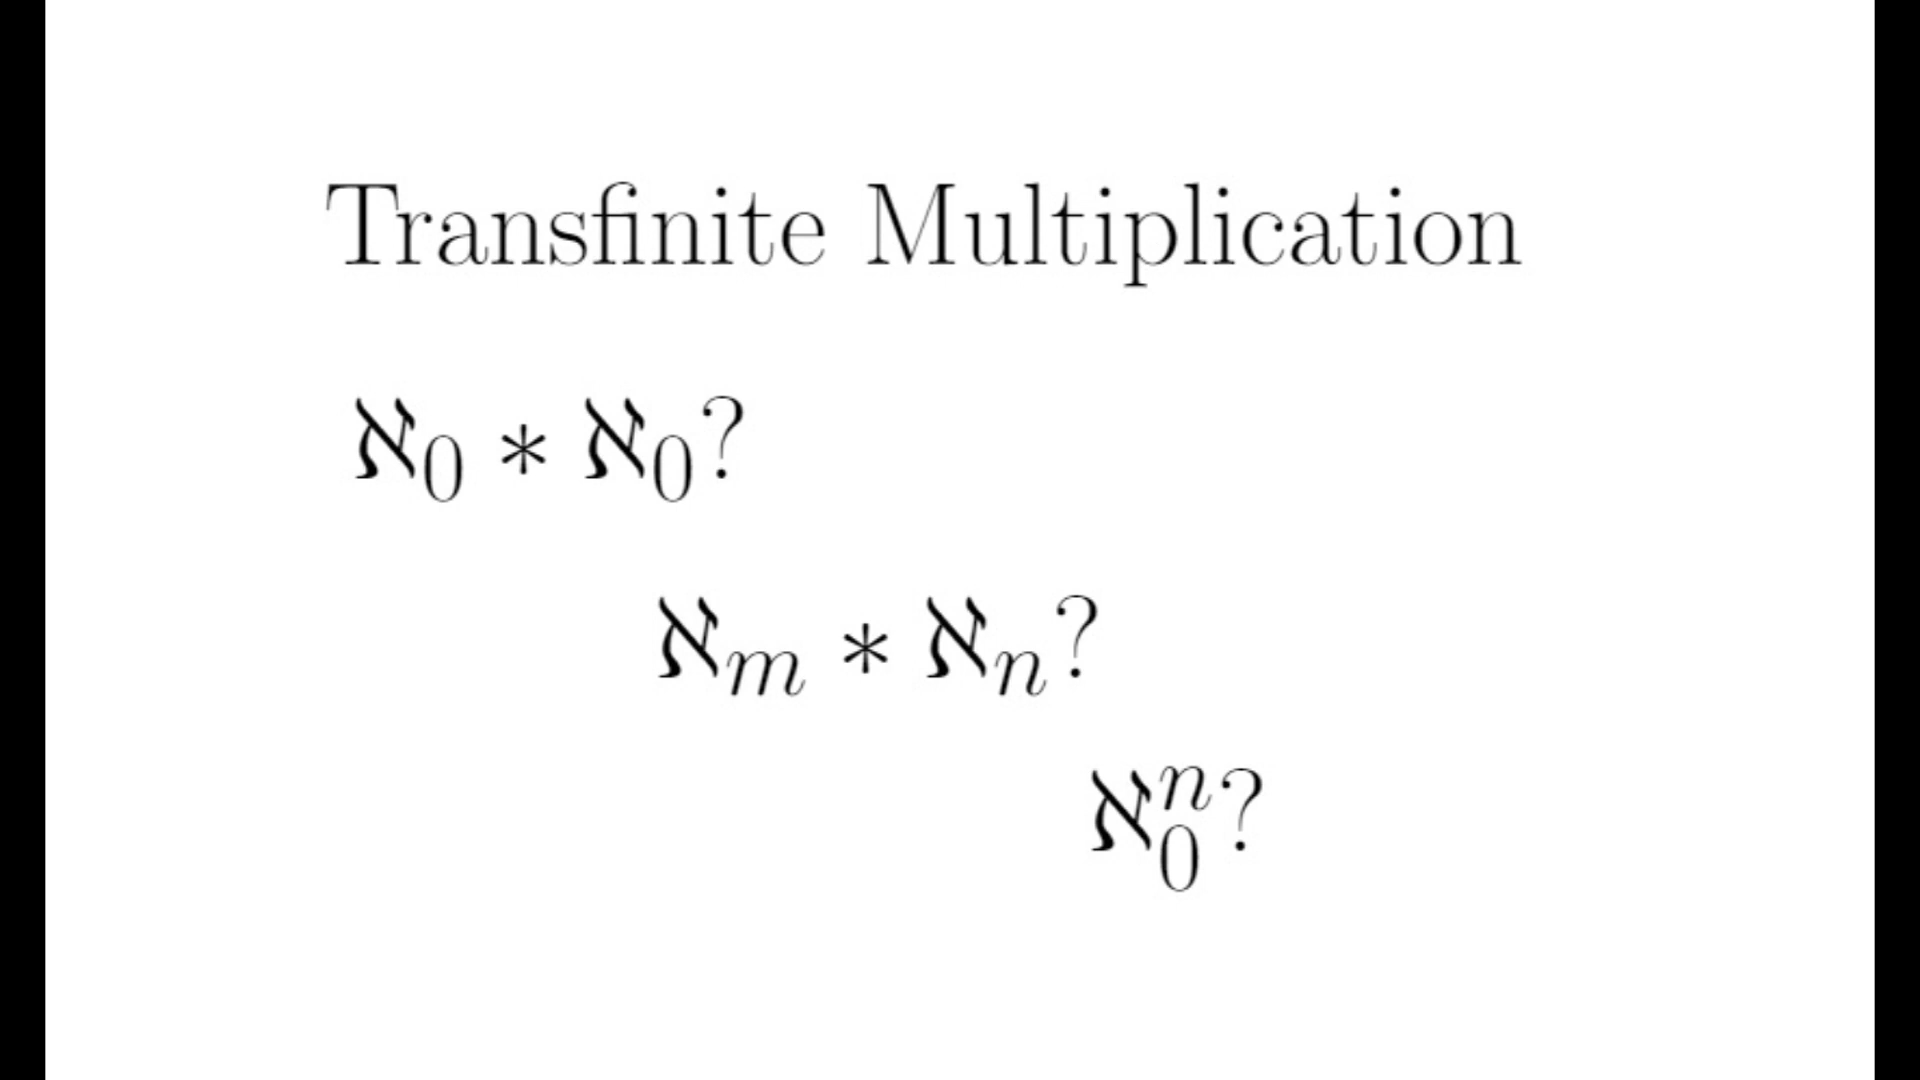 Transfinite Multiplication
ℵ₀ * ℵ₀?
ℵₘ * ℵₙ?
ℵ₀ⁿ?